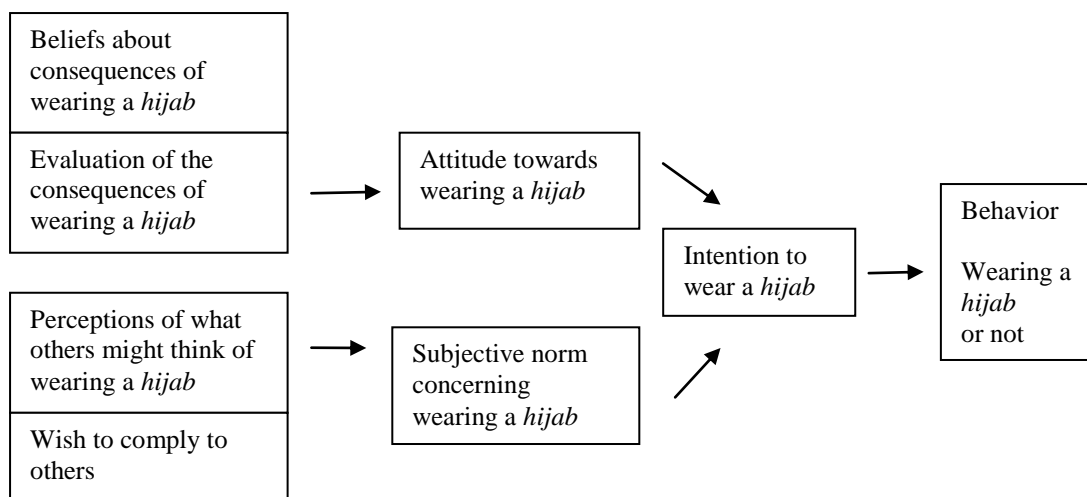 Beliefs about
consequences of
wearing a hijab
Evaluation of the
consequences of
wearing a hijab
Perceptions of what
others might think of
wearing a hijab
Wish to comply to
others
Attitude towards
wearing a hijab
Subjective norm
concerning
wearing a hijab
Intention to
wear a hijab
Behavior
Wearing a
hijab
or not